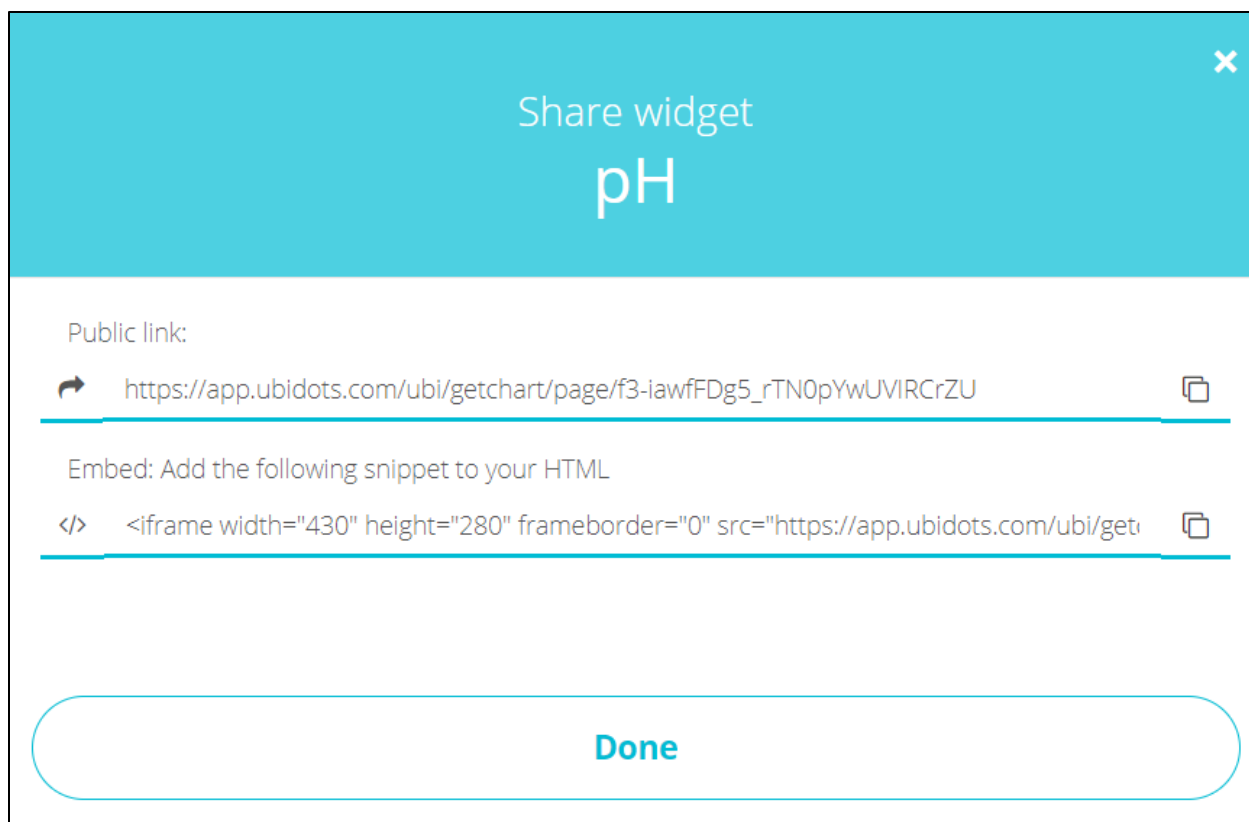 Share widget
pH
Public link:
https://app.ubidots.com/ubi/getchart/page/f3-iawfFDg5_rTN0pYwUVIRCrZU
Embed: Add the following snippet to your HTML
</> <iframe width="430" height="280" frameborder="0" src="https://app.ubidots.com/ubi/get
Done